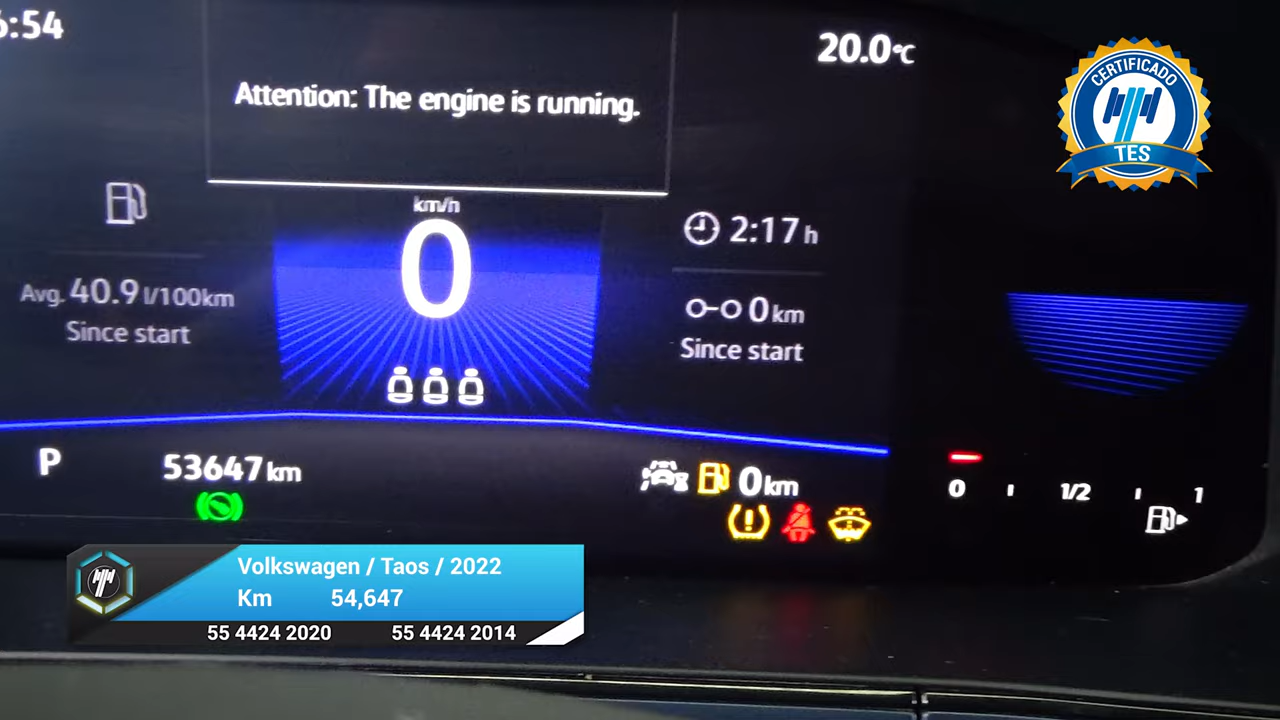 6:54
20.0°C
Attention: The engine is running.
km/h
0
2:17 h
Avg. 40.9 l/100km
Since start
0 km
Since start
P
53647 km
0 km
0
1/2
1
CERTIFICADO
TES
Volkswagen / Taos / 2022
Km 54,647
55 4424 2020 55 4424 2014